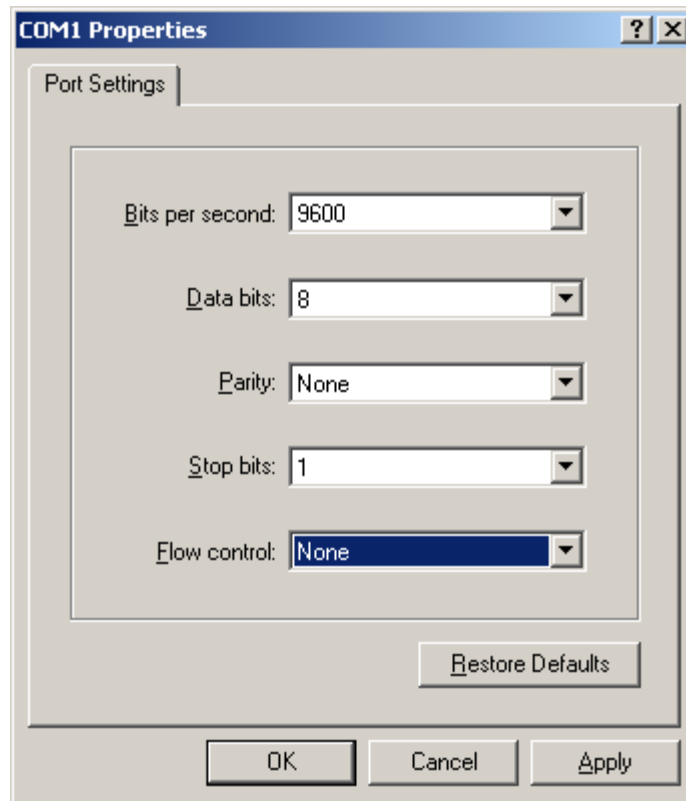 COM1 Properties
Port Settings
Bits per second: 9600
Data bits: 8
Parity: None
Stop bits: 1
Flow control: None
Restore Defaults
OK Cancel Apply